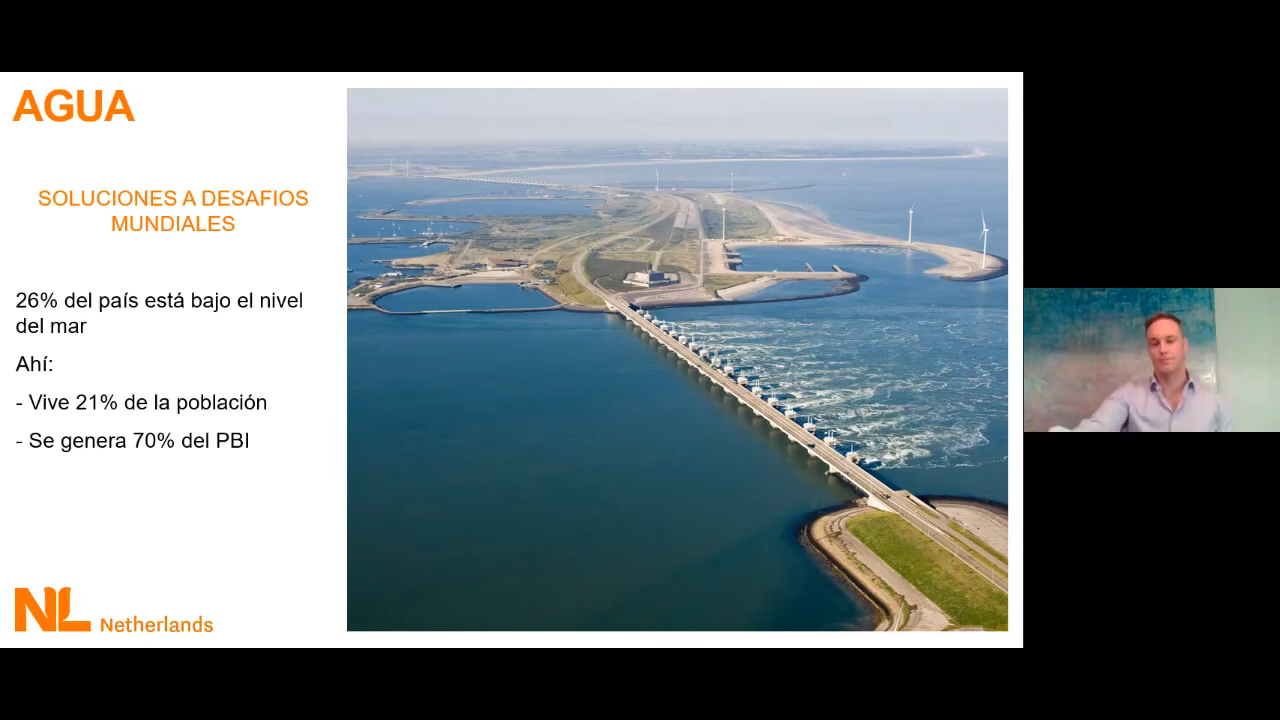 AGUA
SOLUCIONES A DESAFIOS
MUNDIALES
26% del país está bajo el nivel
del mar
Ahí:
- Vive 21% de la población
- Se genera 70% del PBI
NL Netherlands